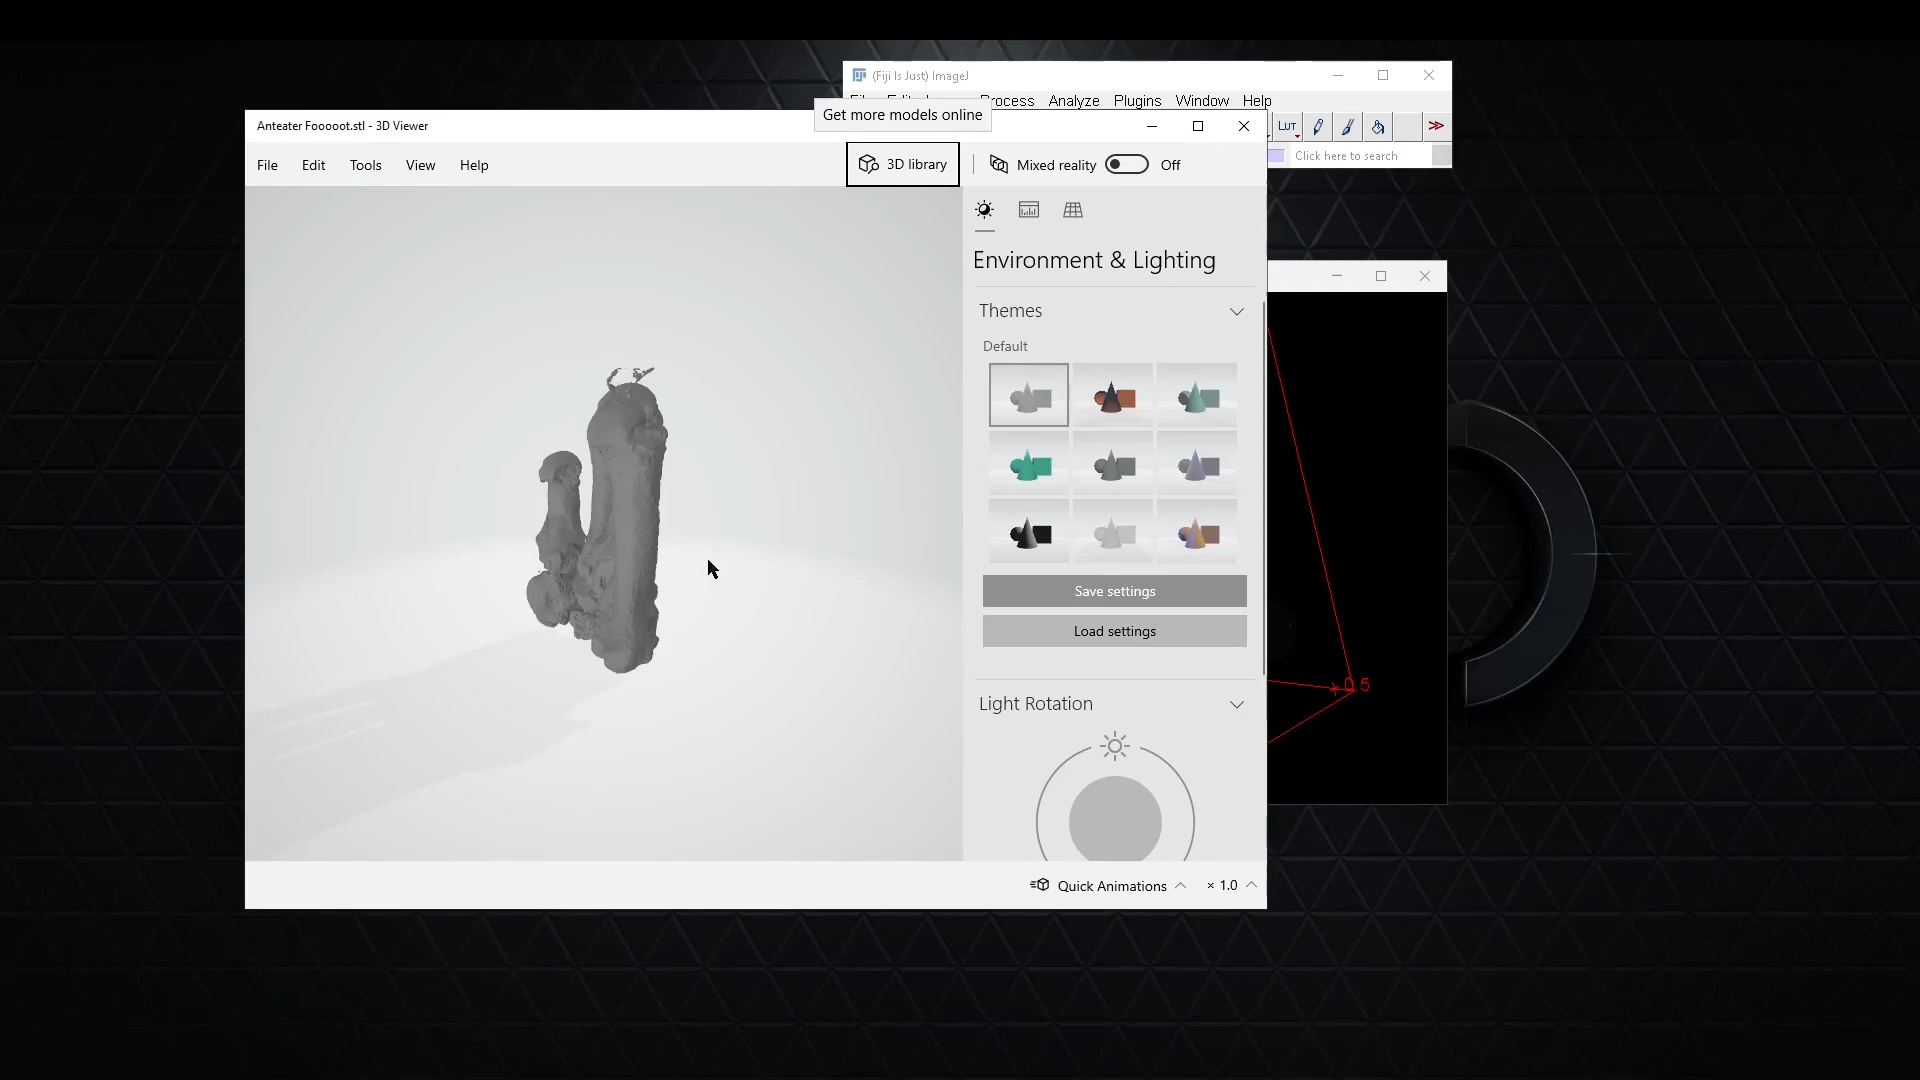 (Fiji Is Just) ImageJ
Process Analyze Plugins Window Help
Get more models online
Anteater Fooooot.stl - 3D Viewer
LUT
Click here to search
File Edit Tools View Help
3D library
Mixed reality
Off
Environment & Lighting
Themes
Default
Save settings
Load settings
0.5
Light Rotation
Quick Animations
× 1.0